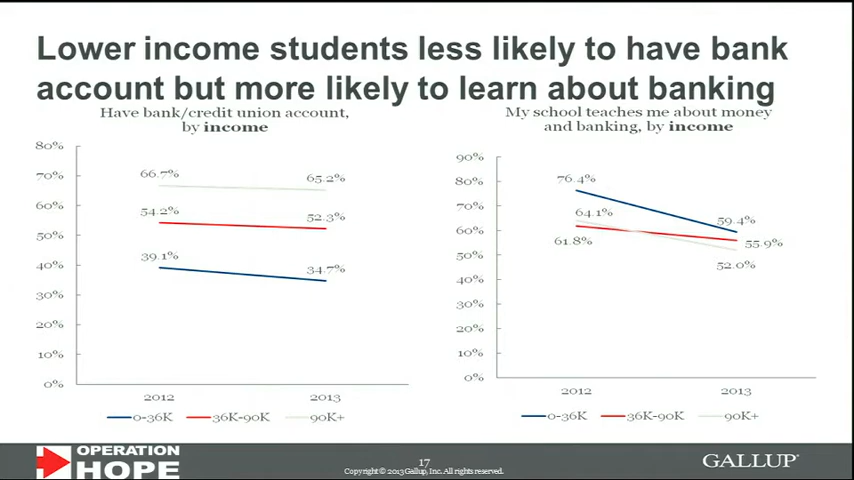 Lower income students less likely to have bank
account but more likely to learn about banking
Have bank/credit union account,
by income
80%
70%
60%
50%
40%
30%
20%
10%
0%
66.7%
65.2%
54.2%
52.3%
39.1%
34.7%
2012
2013
0-36K
36K-90K
90K+
My school teaches me about money
and banking, by income
90%
80%
70%
60%
50%
40%
30%
20%
10%
0%
76.4%
64.1%
61.8%
59.4%
55.9%
52.0%
2012
2013
0-36K
36K-90K
90K+
OPERATION
HOPE
17
Copyright © 2013 Gallup, Inc. All rights reserved.
GALLUP®